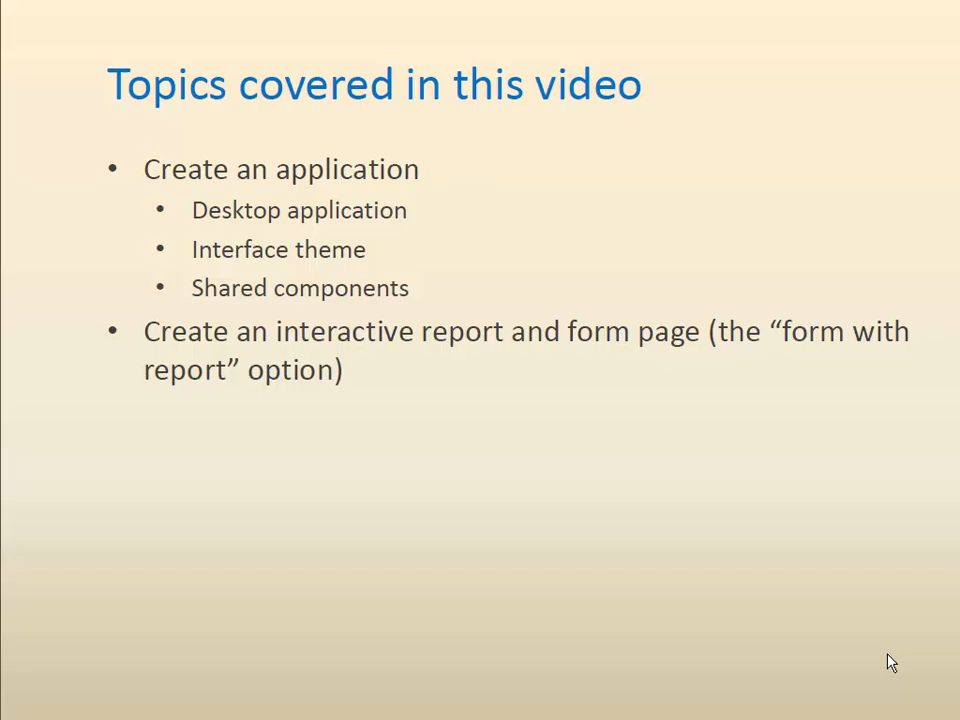 Topics covered in this video
• Create an application
• Desktop application
• Interface theme
• Shared components
• Create an interactive report and form page (the “form with
report” option)